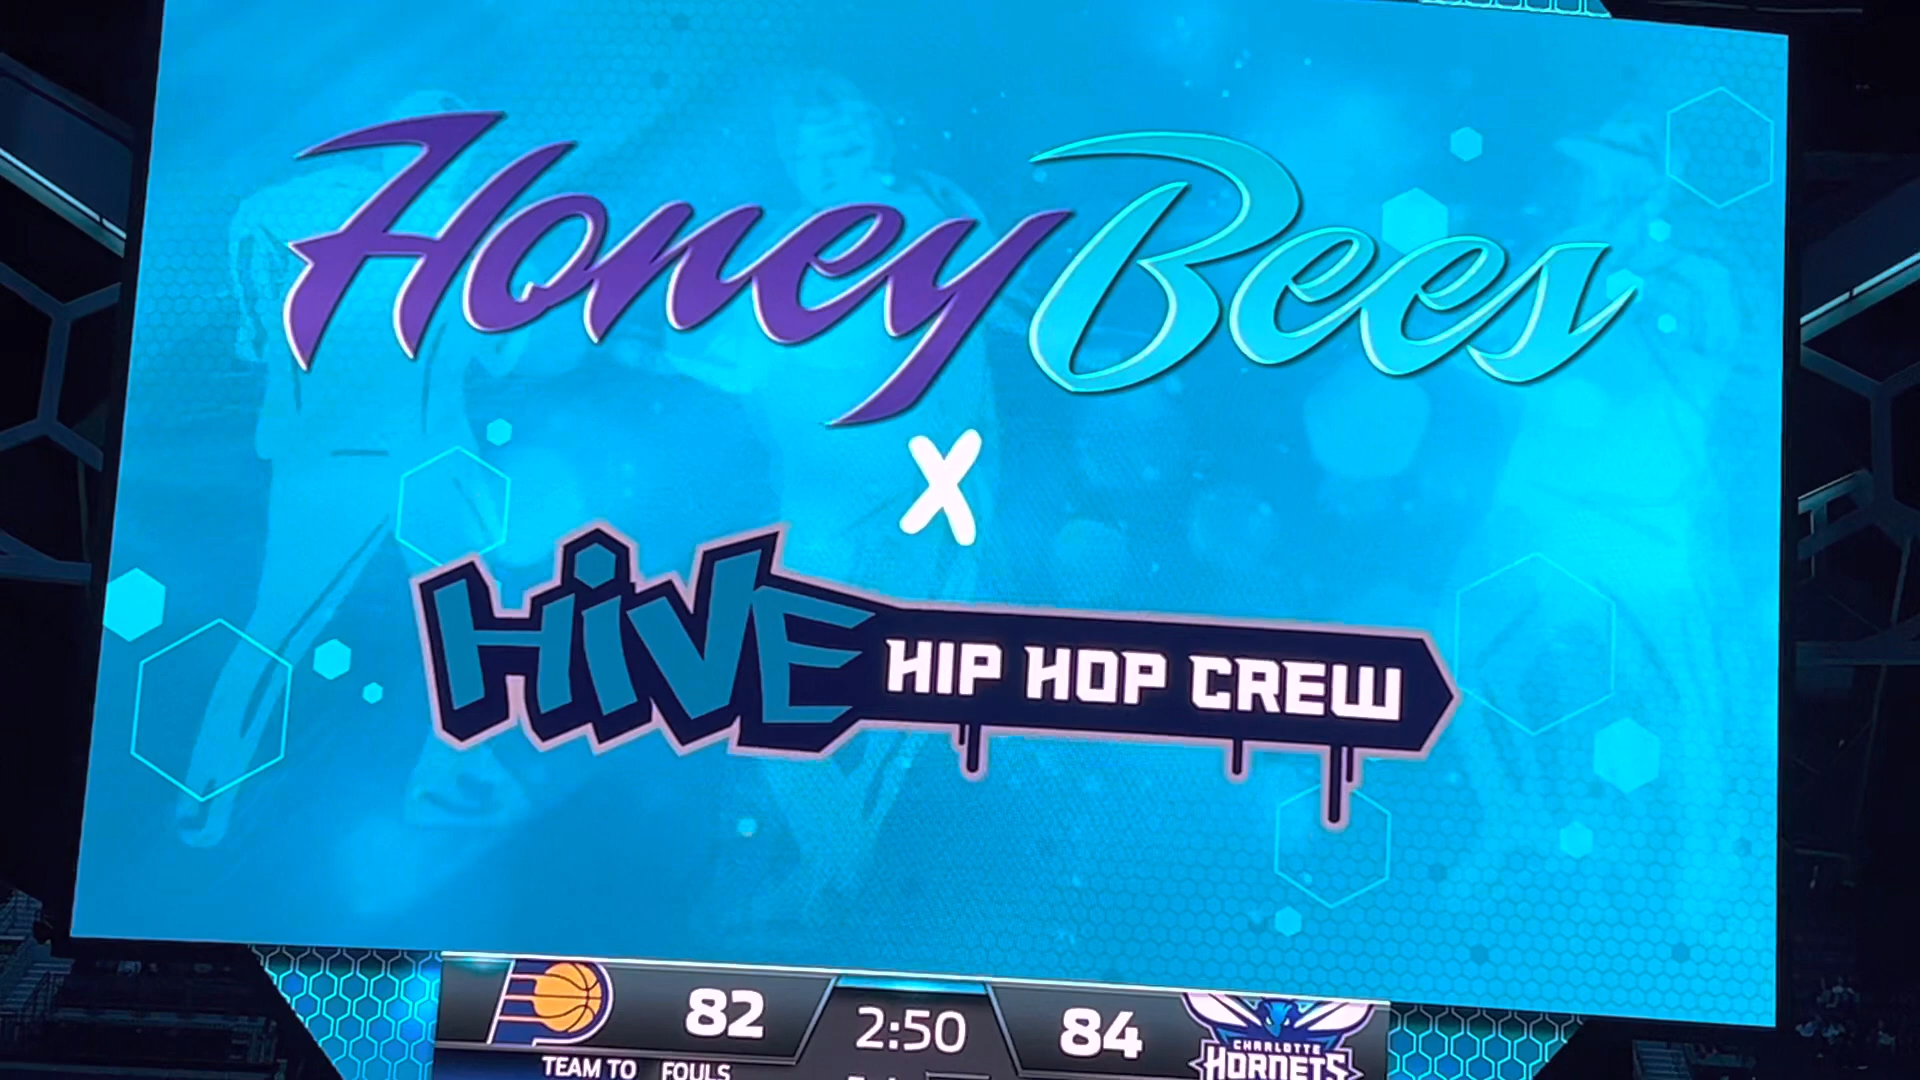 HoneyBees
X
HiVE HIP HOP CREW
82 2:50 84
CHARLOTTE
HORNETS
TEAM TO FOULS